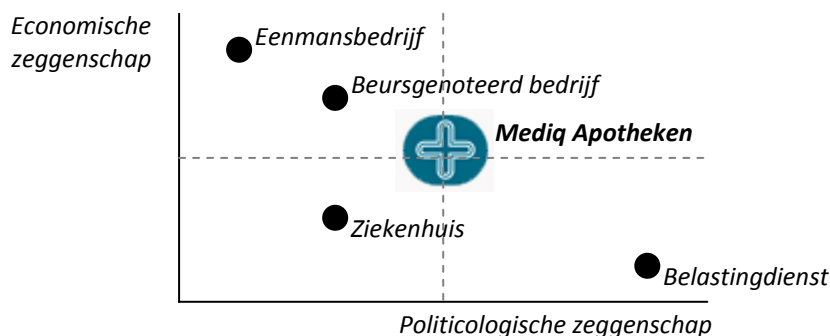 Economische
zeggenschap
Eenmansbedrijf
Beursgenoteerd bedrijf
Mediq Apotheken
Ziekenhuis
Belastingdienst
Politicologische zeggenschap